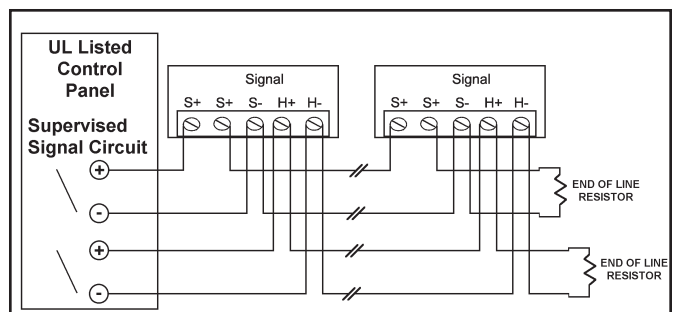 UL Listed
Control
Panel
Supervised
Signal Circuit
+
-
+
-
Signal
S+ S+ S- H+ H-
Signal
S+ S+ S- H+ H-
END OF LINE
RESISTOR
END OF LINE
RESISTOR